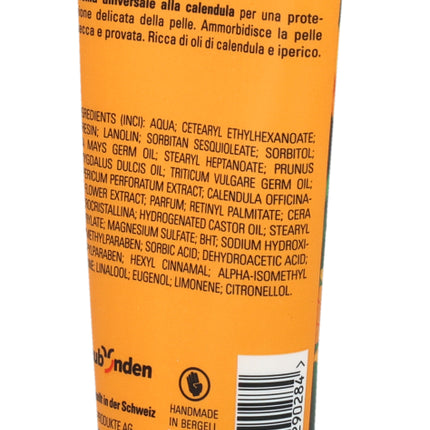 universale alla calendula per una prote-
ione delicata della pelle. Ammorbidisce la pelle
ecca e provata. Ricca di oli di calendula e iperico.
REDIENTS (INCI): AQUA; CETEARYL ETHYLHEXANOATE;
RESIN; LANOLIN; SORBITAN SESQUIOLEATE; SORBITOL;
MAYS GERM OIL; STEARYL HEPTANOATE; PRUNUS
YGDALUS DULCIS OIL; TRITICUM VULGARE GERM OIL;
ERICUM PERFORATUM EXTRACT; CALENDULA OFFICINA-
FLOWER EXTRACT; PARFUM; RETINYL PALMITATE; CERA
ROCRISTALLINA; HYDROGENATED CASTOR OIL; STEARYL
YLATE; MAGNESIUM SULFATE, BHT; SODIUM HYDROXI-
METHYLPARABEN; SORBIC ACID; DEHYDROACETIC ACID;
YLPARABEN; HEXYL CINNAMAL; ALPHA-ISOMETHYL
NE; LINALOOL; EUGENOL; LIMONENE; CITRONELLOL.
ellt in der Schweiz
PRODUKTE AG
HANDMADE
IN BERGELL
290284